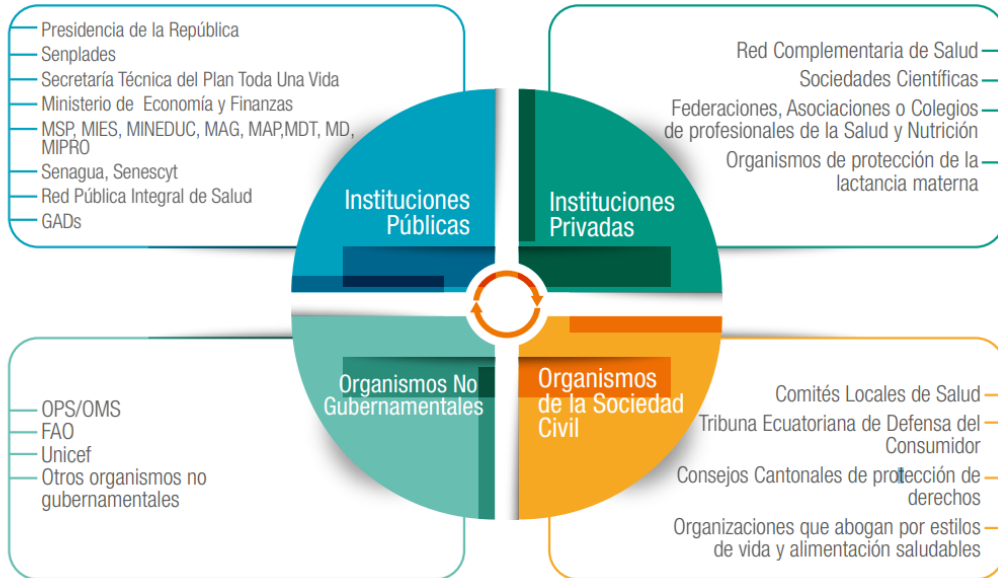 Presidencia de la República
Senplades
Secretaría Técnica del Plan Toda Una Vida
Ministerio de Economía y Finanzas
MSP, MIES, MINEDUC, MAG, MAP,MDT, MD,
MIPRO
Senagua, Senescyt
Red Pública Integral de Salud
GADs
Instituciones
Públicas
Red Complementaria de Salud
Sociedades Científicas
Federaciones, Asociaciones o Colegios
de profesionales de la Salud y Nutrición
Organismos de protección de la
lactancia materna
Instituciones
Privadas
OPS/OMS
FAO
Unicef
Otros organismos no
gubernamentales
Organismos No
Gubernamentales
Organismos
de la Sociedad
Civil
Comités Locales de Salud
Tribuna Ecuatoriana de Defensa del
Consumidor
Consejos Cantonales de protección de
derechos
Organizaciones que abogan por estilos
de vida y alimentación saludables